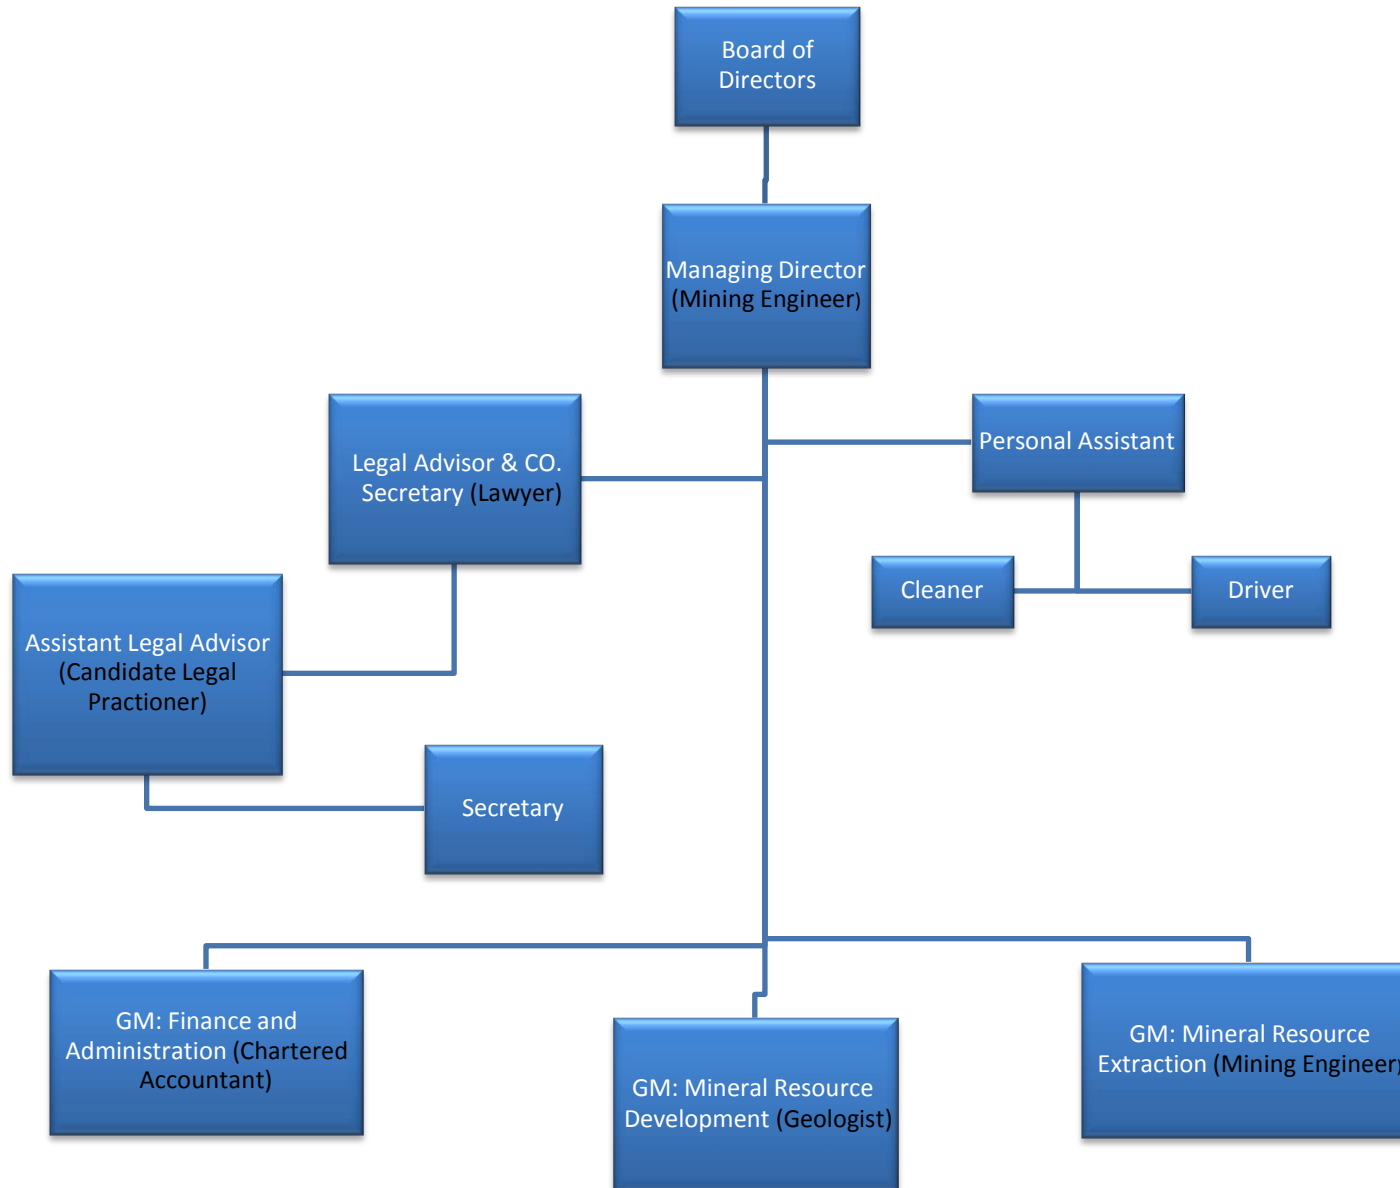 Board of
Directors
Managing Director
(Mining Engineer)
Legal Advisor & CO.
Secretary (Lawyer)
Personal Assistant
Cleaner
Driver
Assistant Legal Advisor
(Candidate Legal
Practioner)
Secretary
GM: Finance and
Administration (Chartered
Accountant)
GM: Mineral Resource
Development (Geologist)
GM: Mineral Resource
Extraction (Mining Engineer)